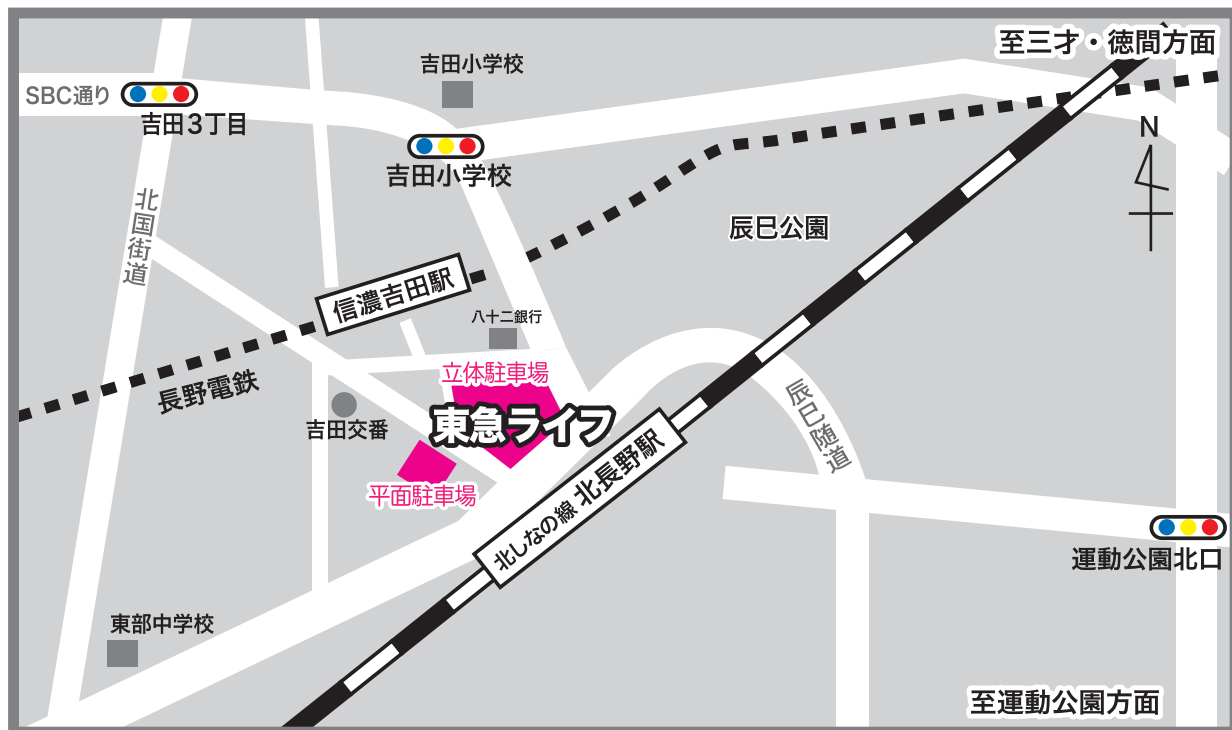 至三才・徳間方面
吉田小学校
SBC通り
吉田3丁目
N
吉田小学校
北国街道
辰巳公園
信濃吉田駅
八十二銀行
立体駐車場
長野電鉄
東急ライフ
吉田交番
辰巳随道
平面駐車場
北しなの線 北長野駅
運動公園北口
東部中学校
至運動公園方面